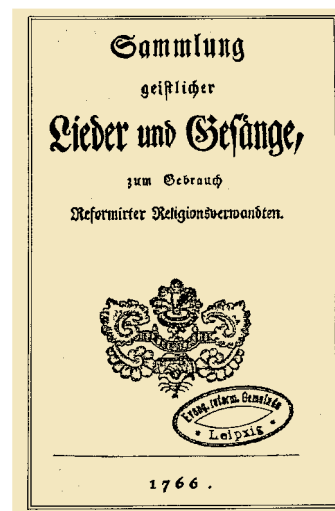 Sammlung
geistlicher
Lieder und Gesänge,
zum Gebrauch
Reformirter Religionsverwandten.
Evang. reform. Gemeinde
* Leipzig *
1766.